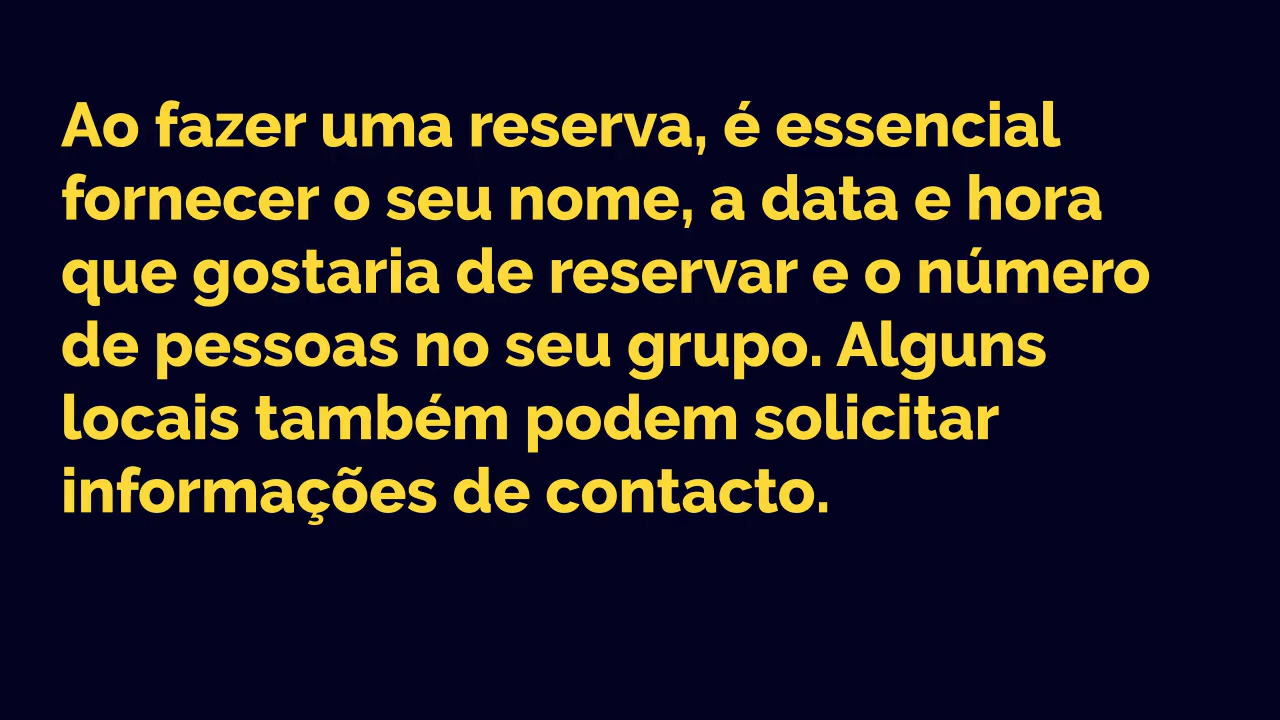 Ao fazer uma reserva, é essencial
fornecer o seu nome, a data e hora
que gostaria de reservar e o número
de pessoas no seu grupo. Alguns
locais também podem solicitar
informações de contacto.